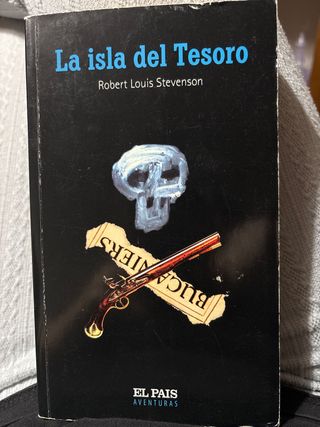 La isla del Tesoro
Robert Louis Stevenson
BUCANIERS
EL PAIS
AVENTURAS